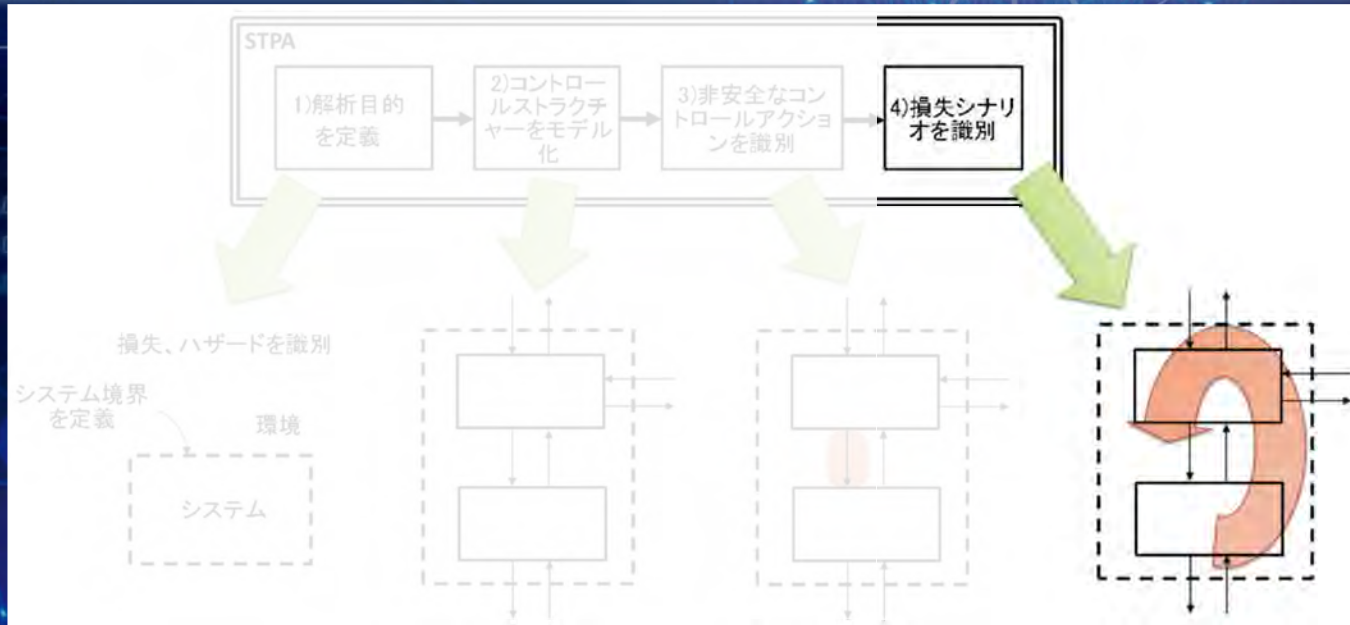 STPA
1)解析目的
を定義
2)コントロー
ルストラクチ
ャーをモデル
化
3)非安全なコン
トロールアクショ
ンを識別
4)損失シナリ
オを識別
損失、ハザードを識別
システム境界
を定義
環境
システム